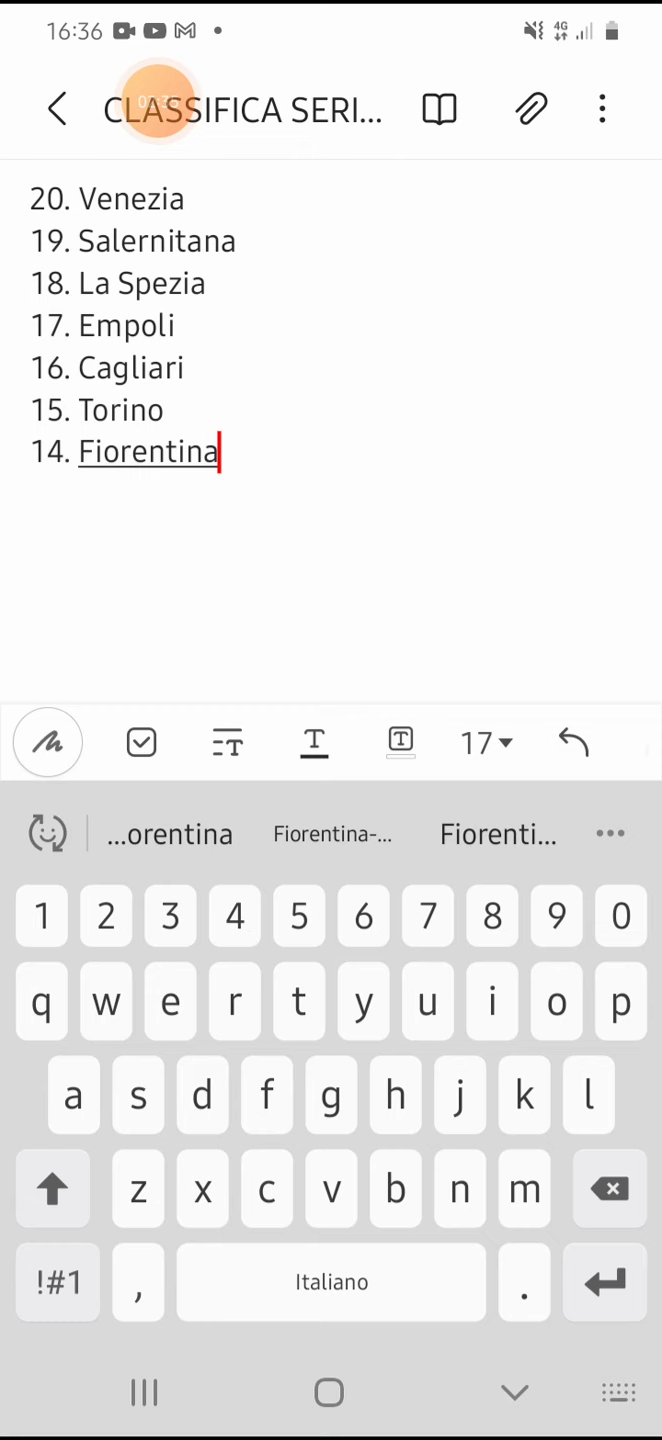 16:36 4G
CLASSIFICA SERI...
20. Venezia
19. Salernitana
18. La Spezia
17. Empoli
16. Cagliari
15. Torino
14. Fiorentina
17
...orentina Fiorentina-... Fiorenti...
1 2 3 4 5 6 7 8 9 0
q w e r t y u i o p
a s d f g h j k l
z x c v b n m
!#1 , Italiano .